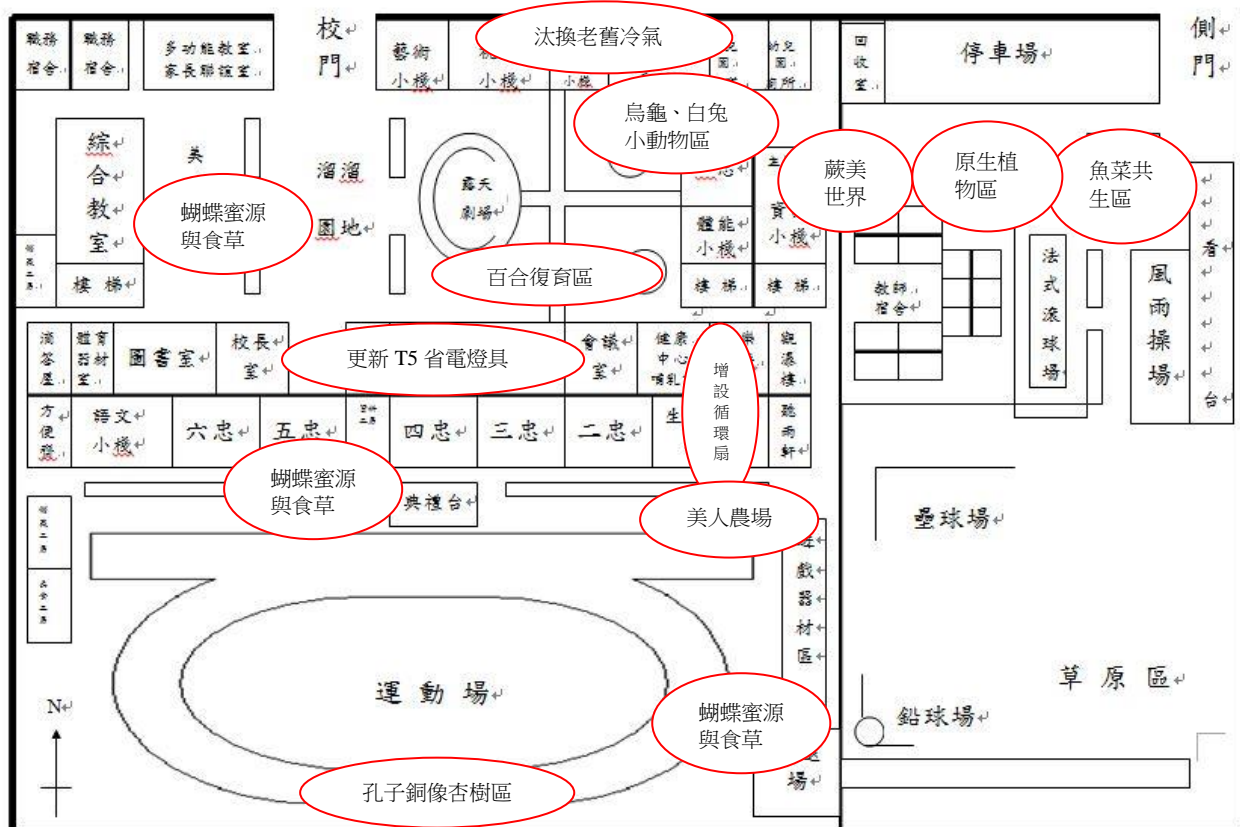 職務
宿舍
職務
宿舍
多功能教室
家長聯誼室
校
門
藝術
小棧
汰換老舊冷氣
小棧
小棧
幼兒
園
廁所
回
收
室
停車場
側
門
綜
合
教
室
樓梯
美
蝴蝶蜜源
與食草
溜溜
園地
露天
劇場
烏龜、白兔
小動物區
百合復育區
體能
小棧
樓梯
資
小棧
樓梯
蕨美
世界
原生植
物區
魚菜共
生區
教師
宿舍
法
式
滾
球
場
風
雨
操
場
看
台
滴
答
屋
體育
器材
室
圖書室
校長
室
更新 T5 省電燈具
會議
室
健康
中心
哺乳
增
設
循
環
扇
觀
瀑
樓
方
便
語文
小棧
六忠
五忠
四忠
三忠
二忠
生
聽
雨
軒
蝴蝶蜜源
與食草
典禮台
美人農場
壘球場
戲
器
材
區
運動場
蝴蝶蜜源
與食草
場
草原區
鉛球場
N
孔子銅像杏樹區